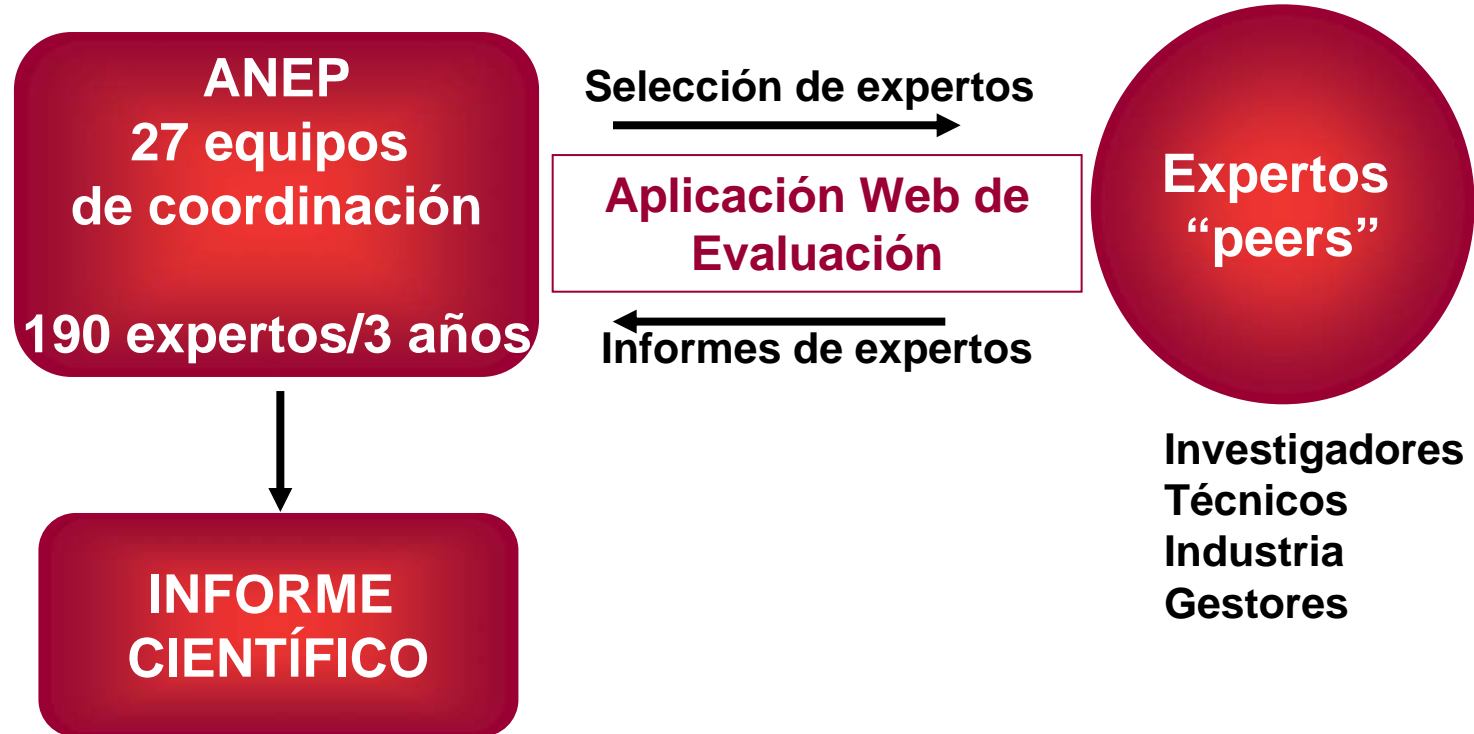 ANEP
27 equipos
de coordinación
190 expertos/3 años
Selección de expertos
Aplicación Web de
Evaluación
Informes de expertos
Expertos
“peers”
Investigadores
Técnicos
Industria
Gestores
INFORME
CIENTÍFICO